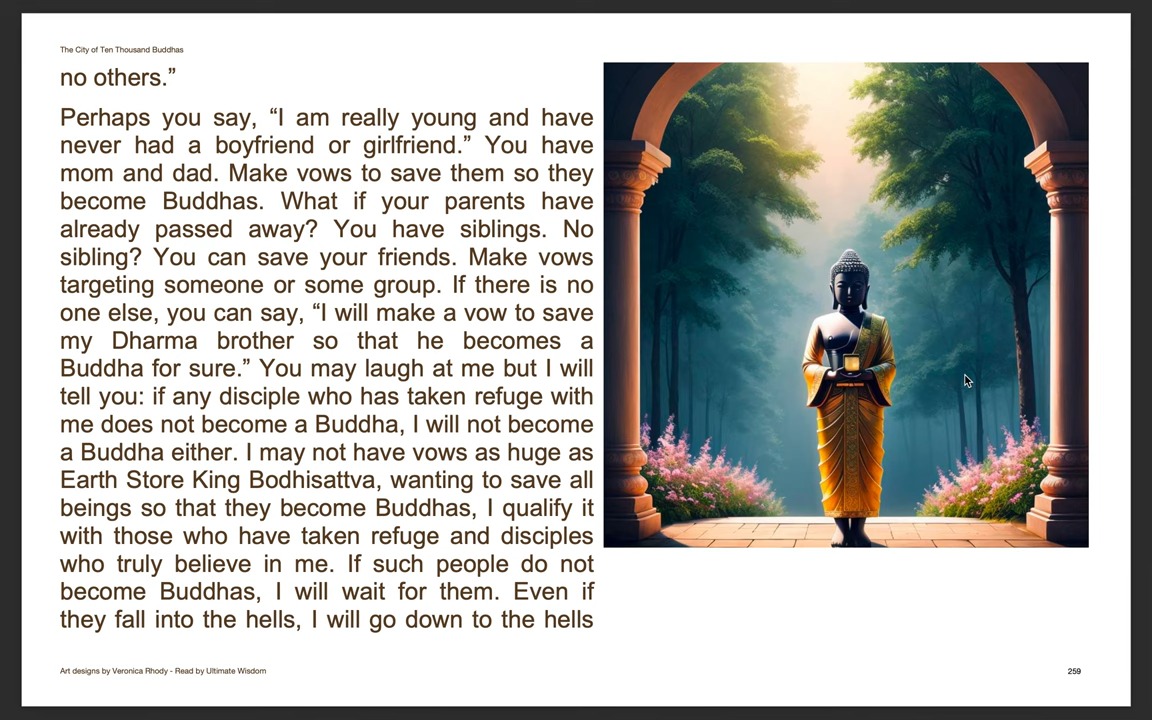 The City of Ten Thousand Buddhas
no others.”
Perhaps you say, “I am really young and have
never had a boyfriend or girlfriend.” You have
mom and dad. Make vows to save them so they
become Buddhas. What if your parents have
already passed away? You have siblings. No
sibling? You can save your friends. Make vows
targeting someone or some group. If there is no
one else, you can say, “I will make a vow to save
my Dharma brother so that he becomes a
Buddha for sure.” You may laugh at me but I will
tell you: if any disciple who has taken refuge with
me does not become a Buddha, I will not become
a Buddha either. I may not have vows as huge as
Earth Store King Bodhisattva, wanting to save all
beings so that they become Buddhas, I qualify it
with those who have taken refuge and disciples
who truly believe in me. If such people do not
become Buddhas, I will wait for them. Even if
they fall into the hells, I will go down to the hells
Art designs by Veronica Rhody - Read by Ultimate Wisdom
259